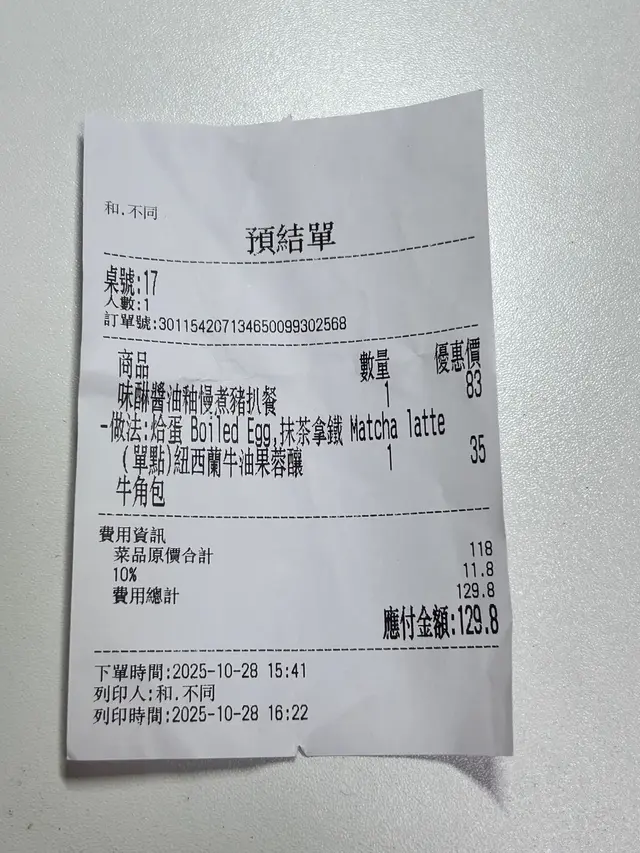 和.不同
預結單
桌號:17
人數:1
訂單號:301154207134650099302568
商品 數量 優惠價
味醂醬油秞慢煮豬扒餐 1 83
-做法:烚蛋 Boiled Egg,抹茶拿鐵 Matcha latte
(單點)紐西蘭牛油果蓉釀 1 35
牛角包
費用資訊
菜品原價合計 118
10% 11.8
費用總計 129.8
應付金額:129.8
下單時間:2025-10-28 15:41
列印人:和.不同
列印時間:2025-10-28 16:22